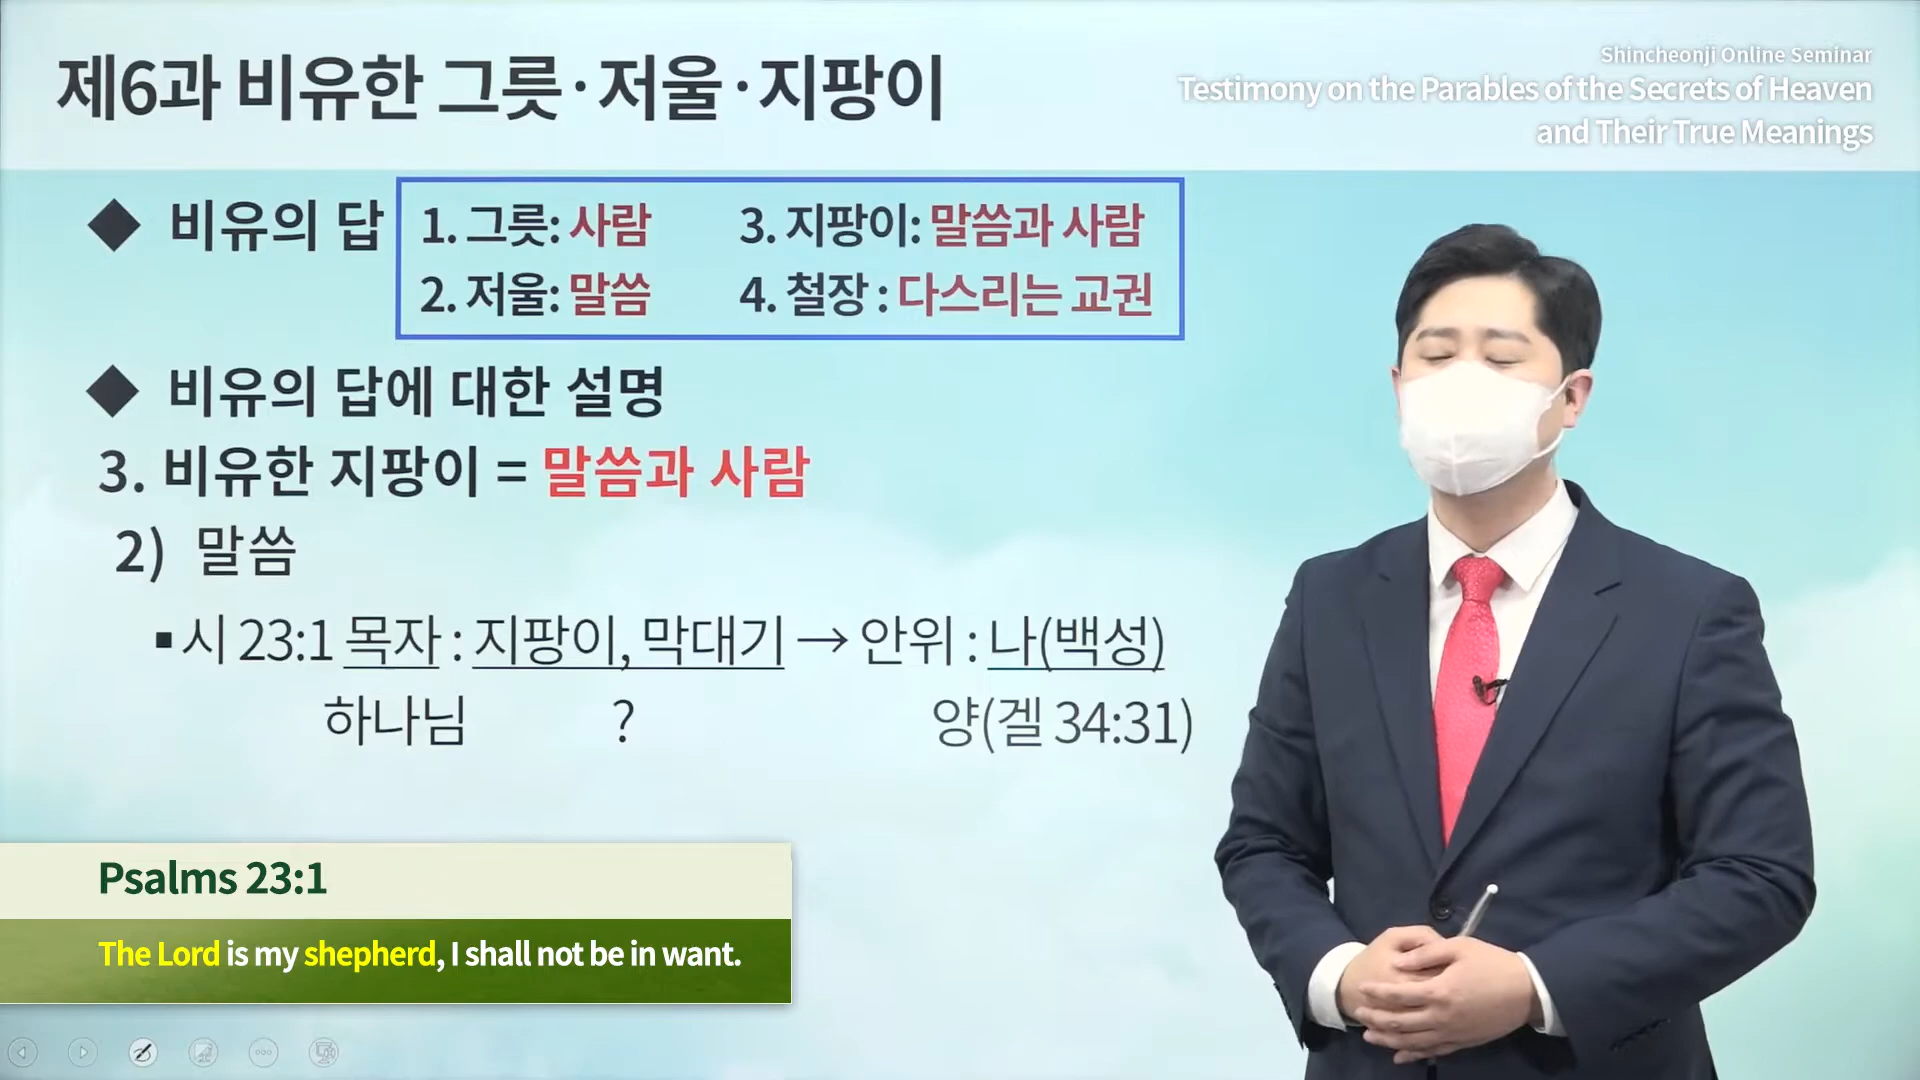 제6과 비유한 그릇·저울·지팡이
Shincheonji Online Seminar
Testimony on the Parables of the Secrets of Heaven
and Their True Meanings
◆ 비유의 답
1. 그릇: 사람 3. 지팡이: 말씀과 사람
2. 저울: 말씀 4. 철장 : 다스리는 교권
◆ 비유의 답에 대한 설명
3. 비유한 지팡이 = 말씀과 사람
2) 말씀
▪ 시 23:1 목자 : 지팡이, 막대기 → 안위 : 나(백성)
하나님 ? 양(겔 34:31)
Psalms 23:1
The Lord is my shepherd, I shall not be in want.